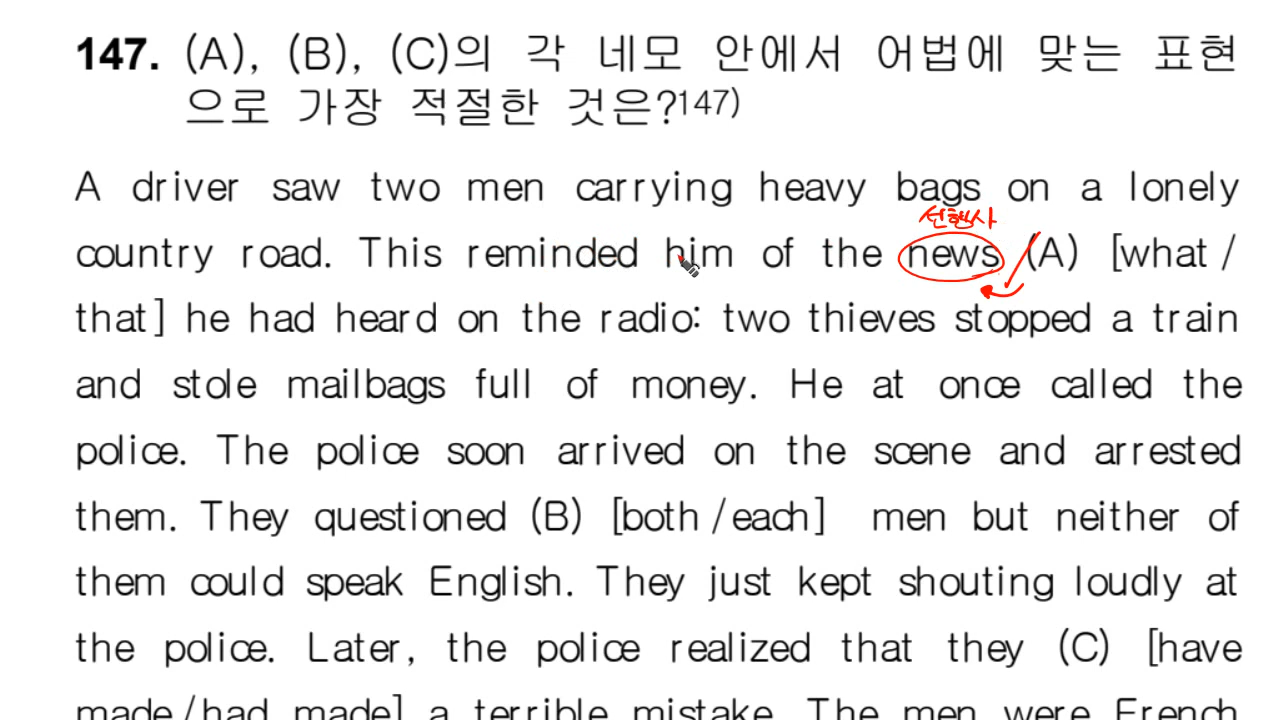 147. (A), (B), (C)의 각 네모 안에서 어법에 맞는 표현
으로 가장 적절한 것은?147)
A driver saw two men carrying heavy bags on a lonely
선행사
country road. This reminded him of the news (A) [what /
that] he had heard on the radio: two thieves stopped a train
and stole mailbags full of money. He at once called the
police. The police soon arrived on the scene and arrested
them. They questioned (B) [both / each] men but neither of
them could speak English. They just kept shouting loudly at
the police. Later, the police realized that they (C) [have
made / had made] a terrible mistake. The men were French